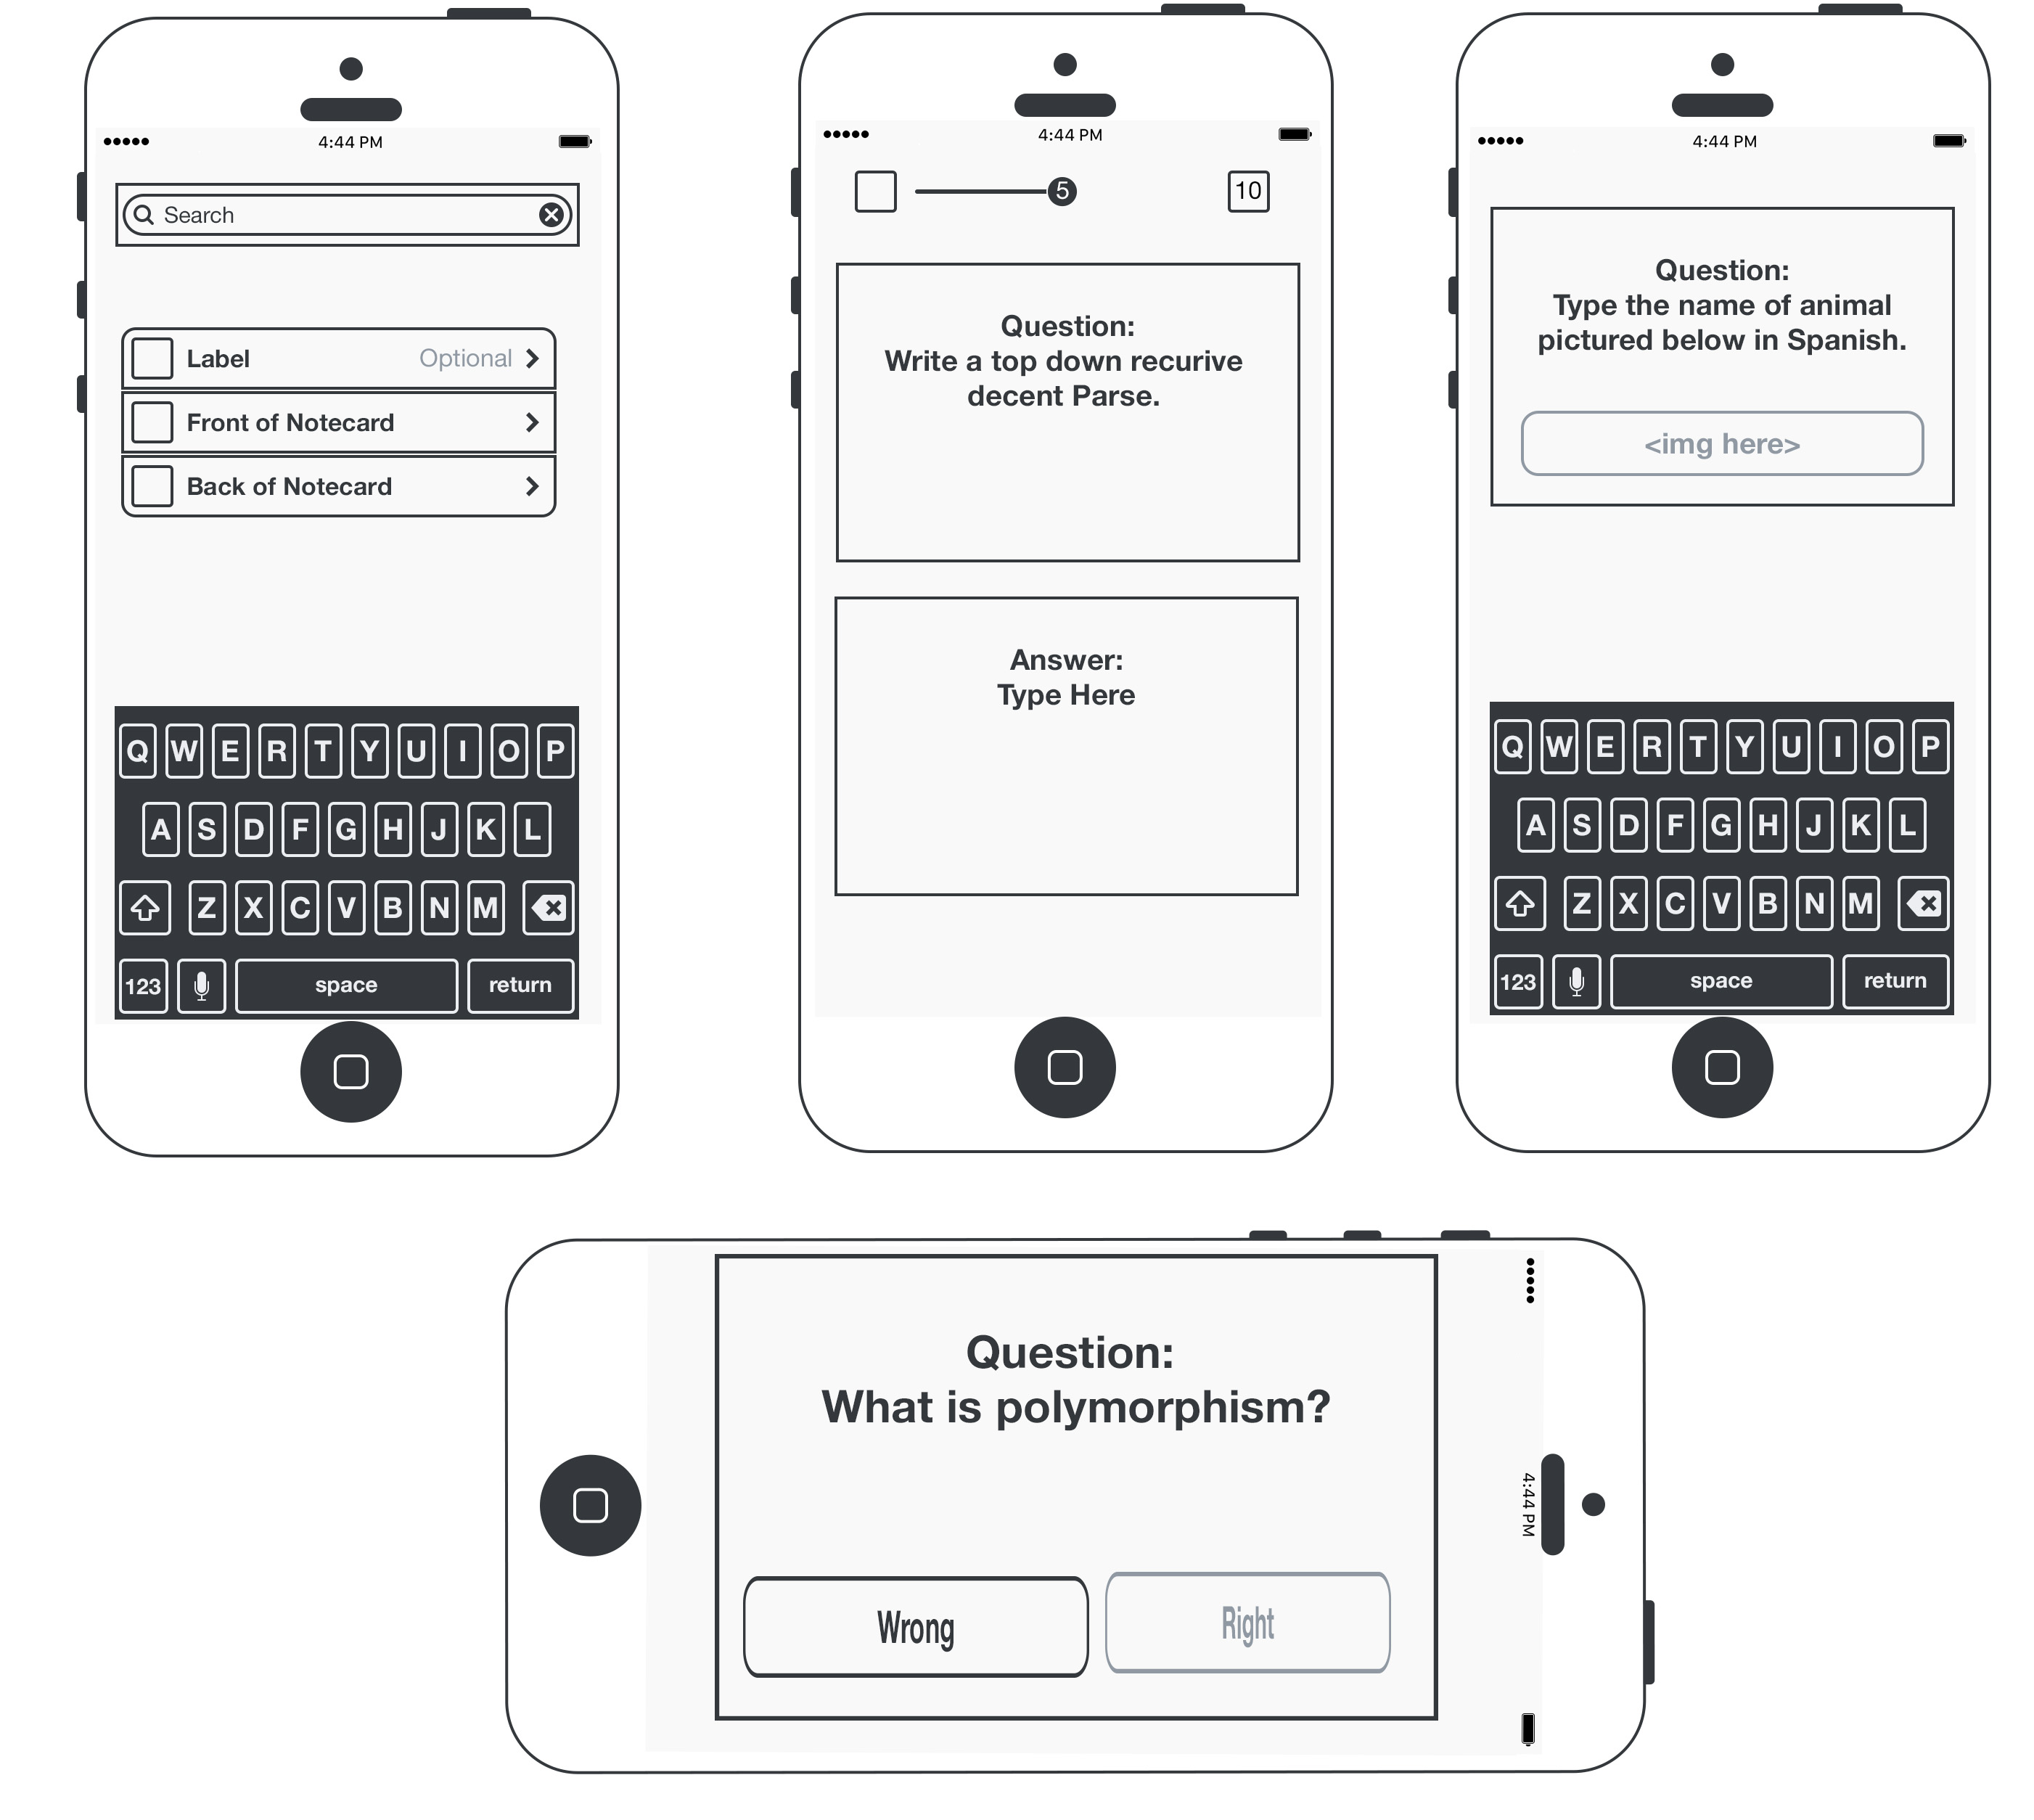 4:44 PM
Search
Label Optional
Front of Notecard
Back of Notecard
Q W E R T Y U I O P
A S D F G H J K L
Z X C V B N M
123 space return
4:44 PM
5 10
Question:
Write a top down recurive
decent Parse.
Answer:
Type Here
4:44 PM
Question:
Type the name of animal
pictured below in Spanish.
<img here>
Q W E R T Y U I O P
A S D F G H J K L
Z X C V B N M
123 space return
Question:
What is polymorphism?
Wrong Right
4:44 PM